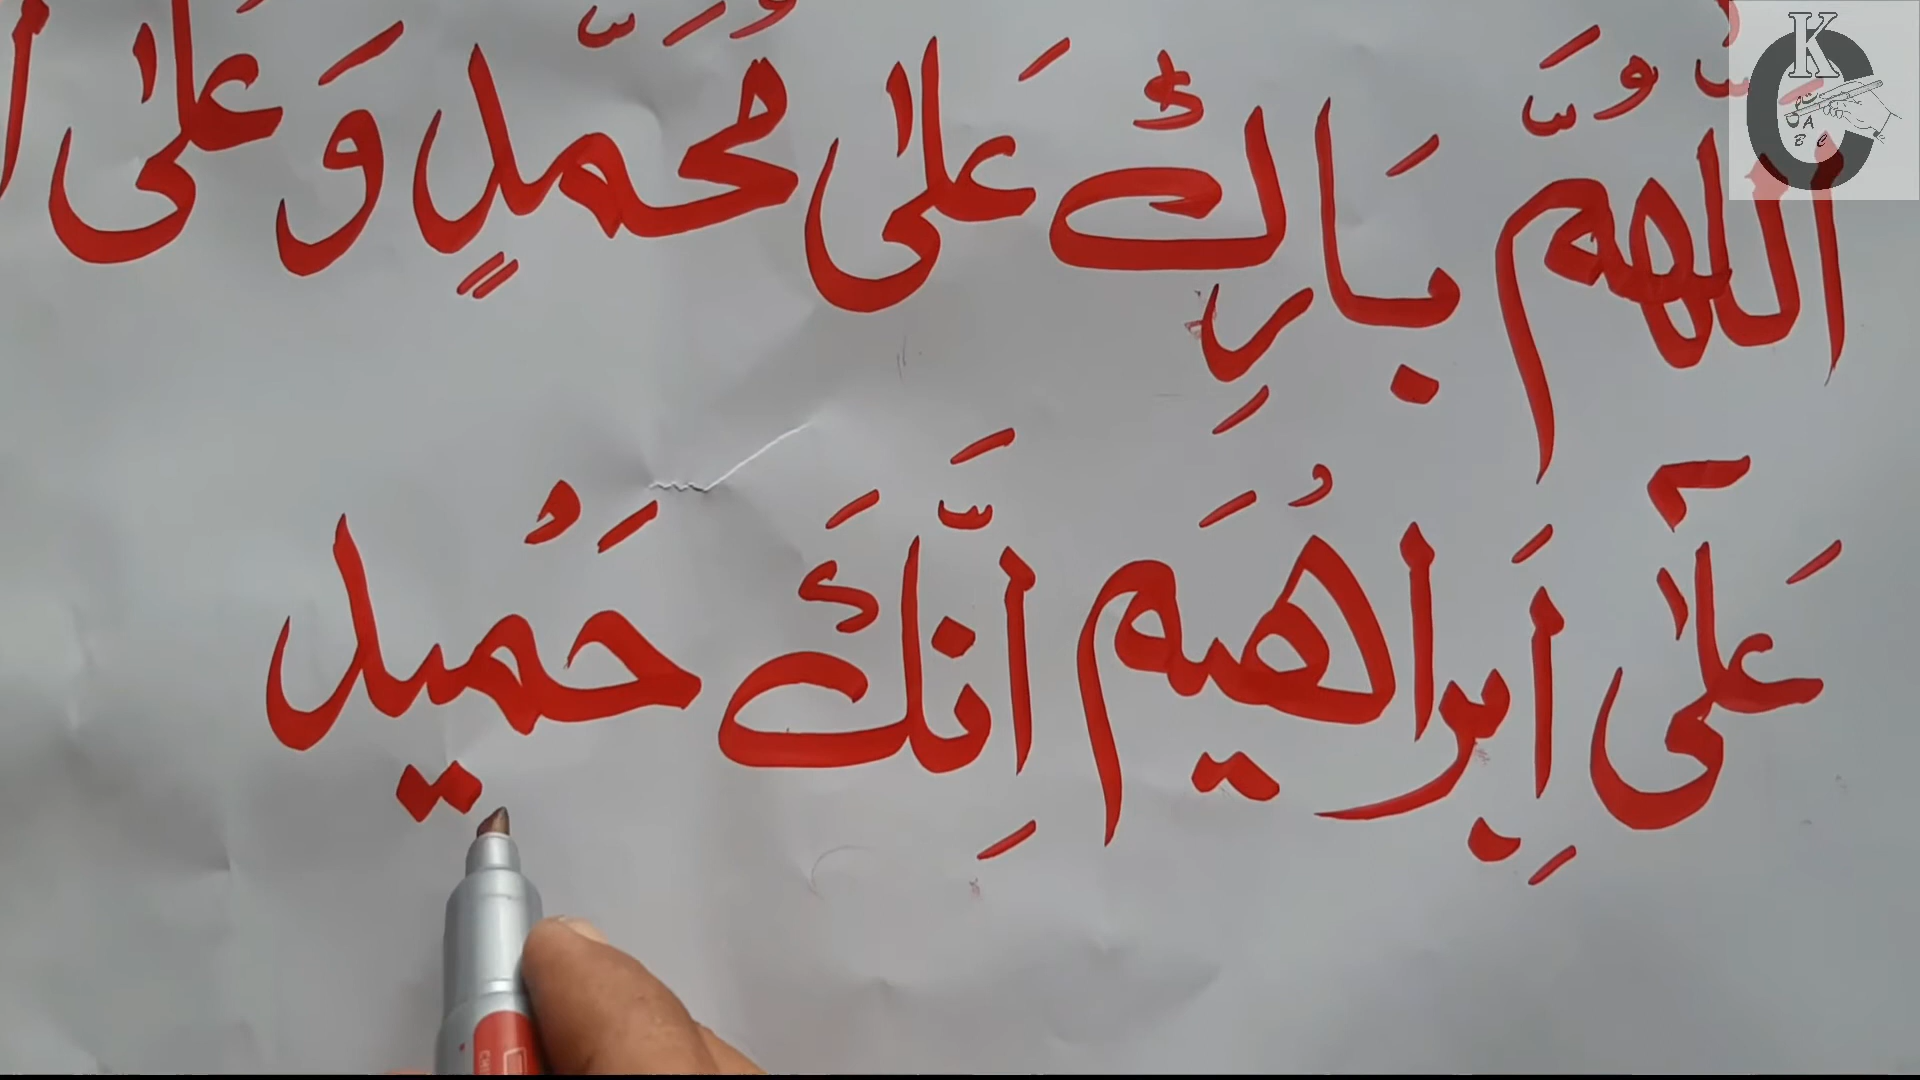 اَللّٰهُمَّ بَارِكْ عَلٰى مُحَمَّدٍ وَعَلٰى
عَلٰٓى اِبْرَاهِيْمَ اِنَّكَ حَمِيْد